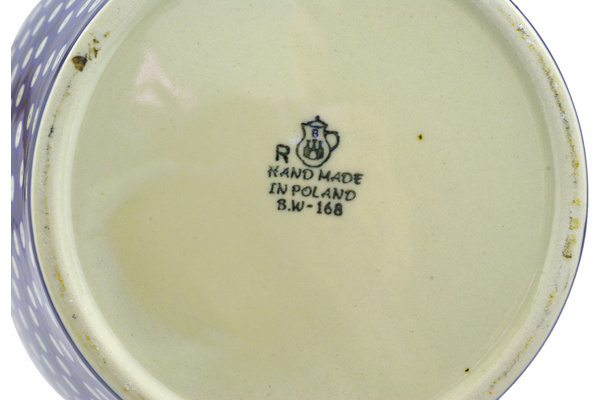 R
HAND MADE
IN POLAND
B.W-168